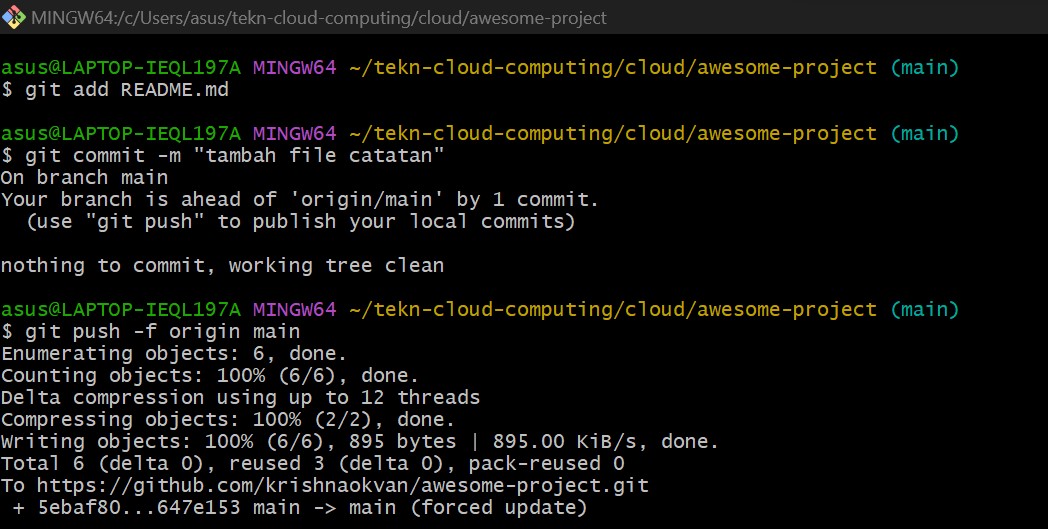 MINGW64:/c/Users/asus/tekn-cloud-computing/cloud/awesome-project
asus@LAPTOP-IEQL197A MINGW64 ~/tekn-cloud-computing/cloud/awesome-project (main)
$ git add README.md
asus@LAPTOP-IEQL197A MINGW64 ~/tekn-cloud-computing/cloud/awesome-project (main)
$ git commit -m "tambah file catatan"
On branch main
Your branch is ahead of 'origin/main' by 1 commit.
  (use "git push" to publish your local commits)
nothing to commit, working tree clean
asus@LAPTOP-IEQL197A MINGW64 ~/tekn-cloud-computing/cloud/awesome-project (main)
$ git push -f origin main
Enumerating objects: 6, done.
Counting objects: 100% (6/6), done.
Delta compression using up to 12 threads
Compressing objects: 100% (2/2), done.
Writing objects: 100% (6/6), 895 bytes | 895.00 KiB/s, done.
Total 6 (delta 0), reused 3 (delta 0), pack-reused 0
To https://github.com/krishnaokvan/awesome-project.git
 + 5ebaf80...647e153 main -> main (forced update)